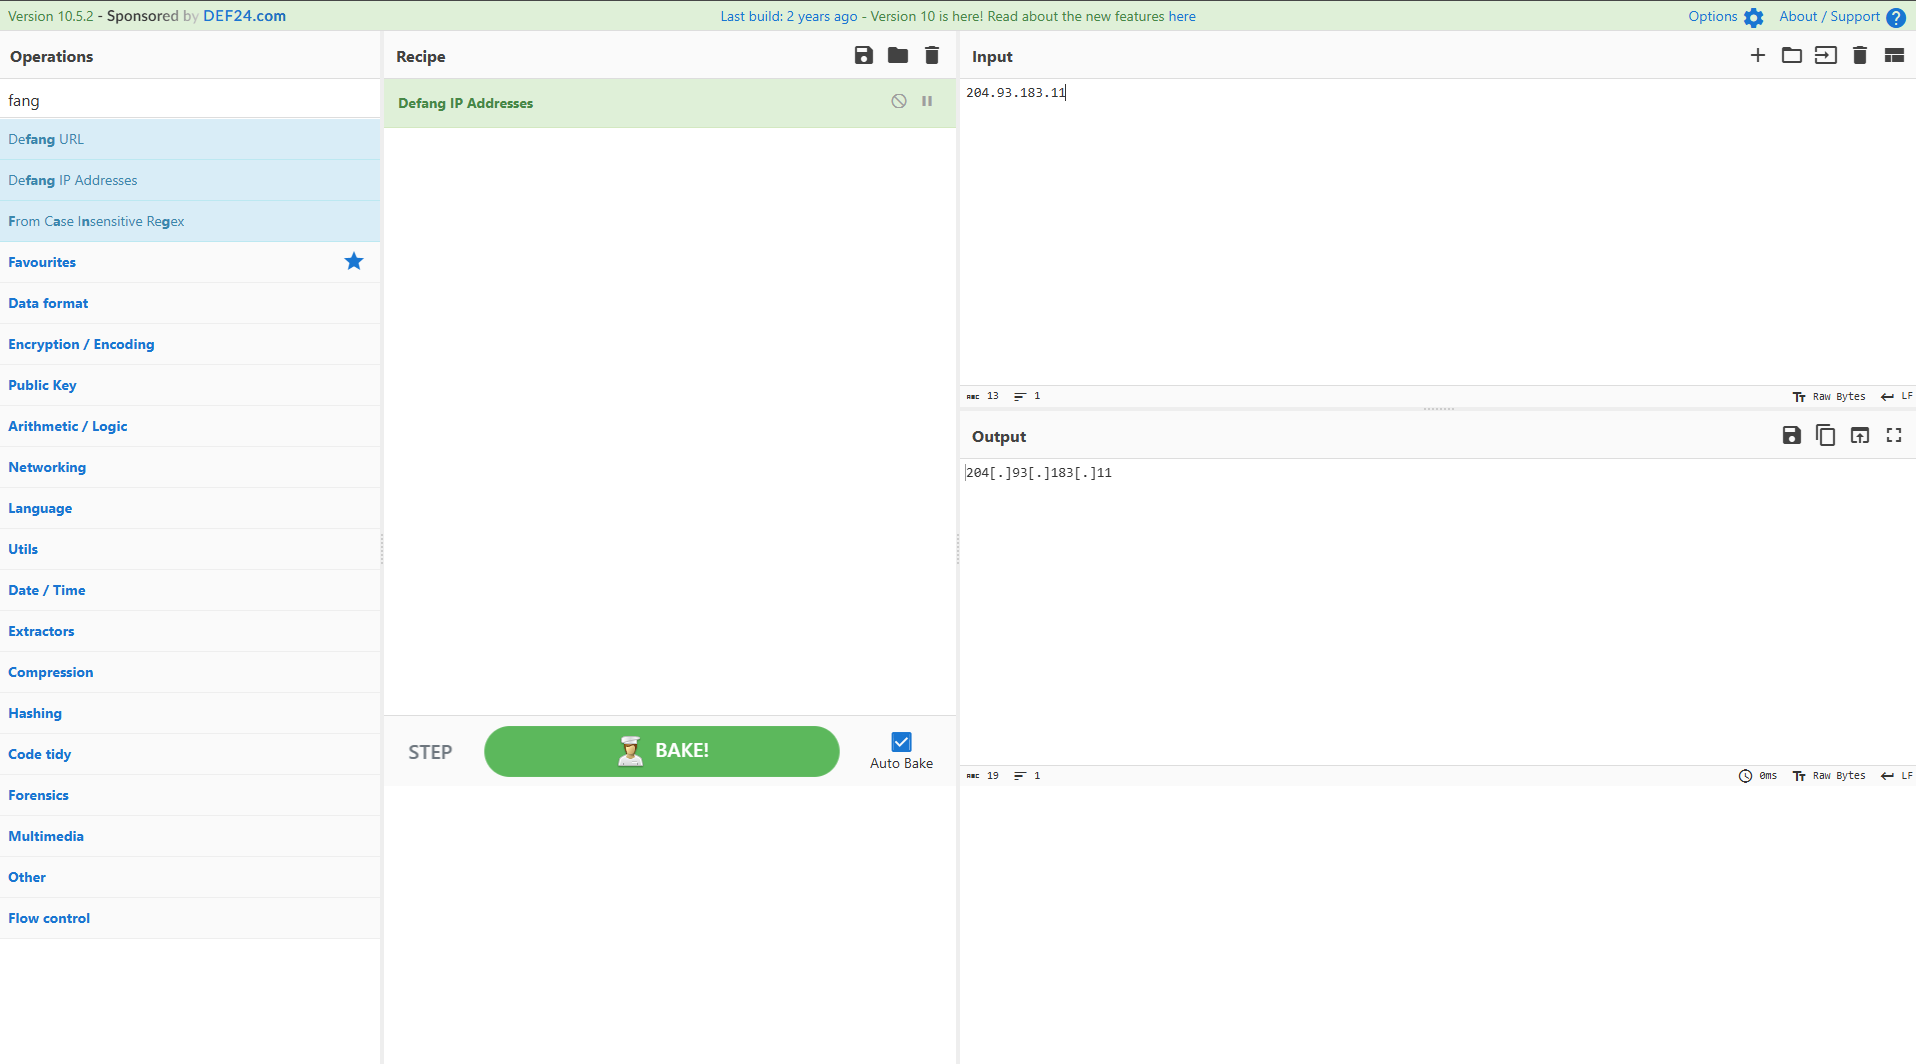 Version 10.5.2 - Sponsored by DEF24.com
Last build: 2 years ago - Version 10 is here! Read about the new features here
Options
About / Support
Operations
fang
Defang URL
Defang IP Addresses
From Case Insensitive Regex
Favourites
Data format
Encryption / Encoding
Public Key
Arithmetic / Logic
Networking
Language
Utils
Date / Time
Extractors
Compression
Hashing
Code tidy
Forensics
Multimedia
Other
Flow control
Recipe
Defang IP Addresses
STEP
BAKE!
Auto Bake
Input
204.93.183.11
ABC 13 1
Raw Bytes LF
Output
204[.]93[.]183[.]11
ABC 19 1
0ms Raw Bytes LF